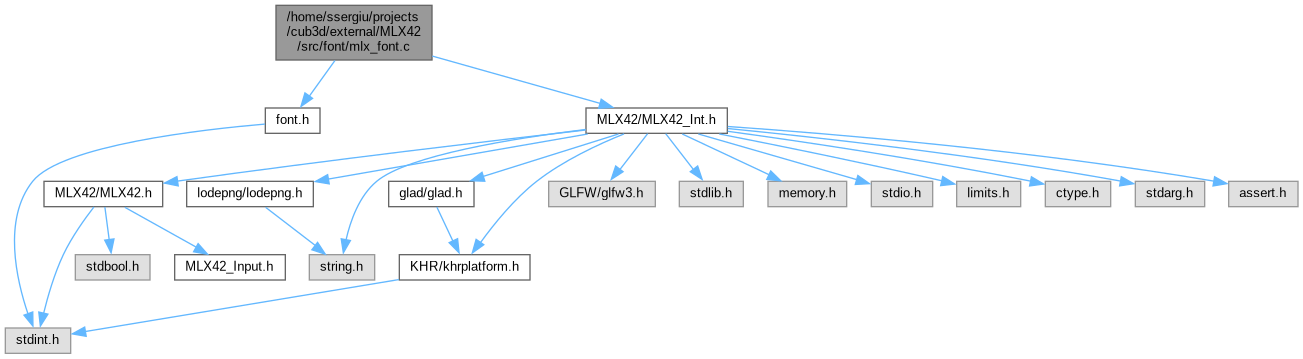 /home/ssergiu/projects
/cub3d/external/MLX42
/src/font/mlx_font.c
font.h
MLX42/MLX42_Int.h
MLX42/MLX42.h
lodepng/lodepng.h
glad/glad.h
GLFW/glfw3.h
stdlib.h
memory.h
stdio.h
limits.h
ctype.h
stdarg.h
assert.h
stdbool.h
MLX42_Input.h
string.h
KHR/khrplatform.h
stdint.h